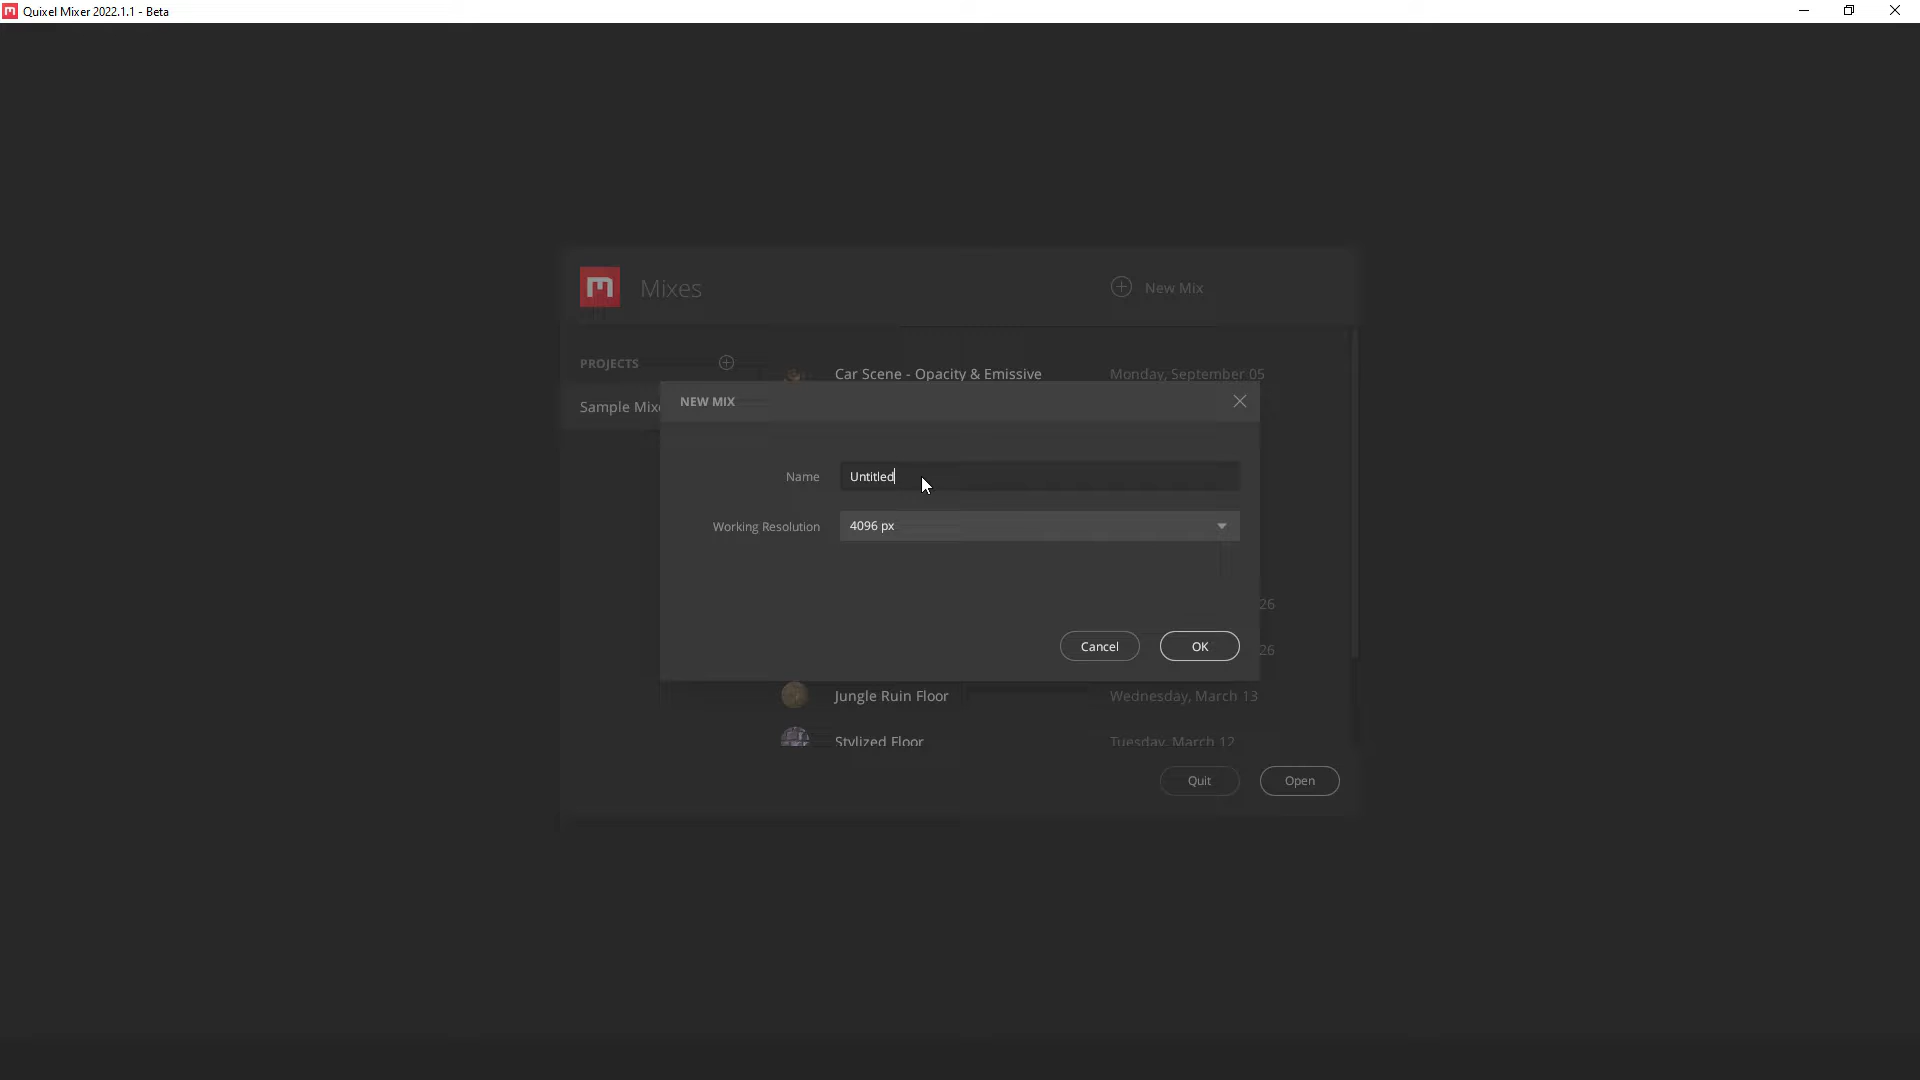 Quixel Mixer 2022.1.1 - Beta
Mixes
New Mix
PROJECTS
Car Scene - Opacity & Emissive
Monday, September 05
Sample Mix
NEW MIX
Name
Untitled
Working Resolution
4096 px
26
Cancel
OK
26
Jungle Ruin Floor
Wednesday, March 13
Stylized Floor
Tuesday, March 12
Quit
Open